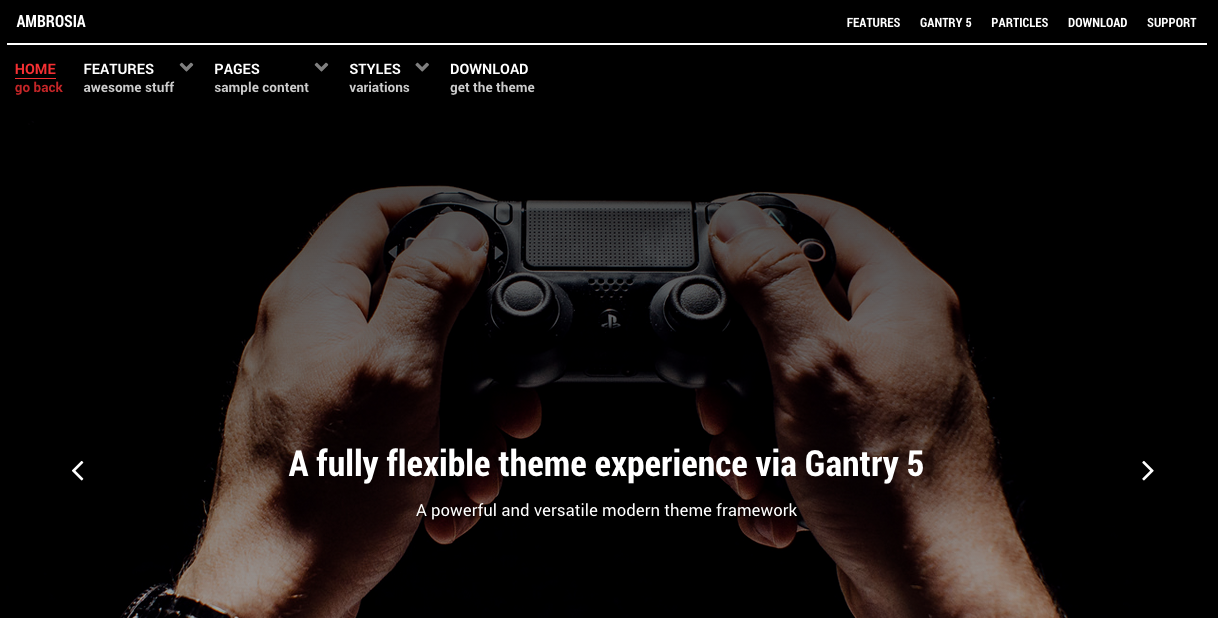 AMBROSIA
FEATURES GANTRY 5 PARTICLES DOWNLOAD SUPPORT
HOME FEATURES PAGES STYLES DOWNLOAD
go back awesome stuff sample content variations get the theme
A fully flexible theme experience via Gantry 5
A powerful and versatile modern theme framework